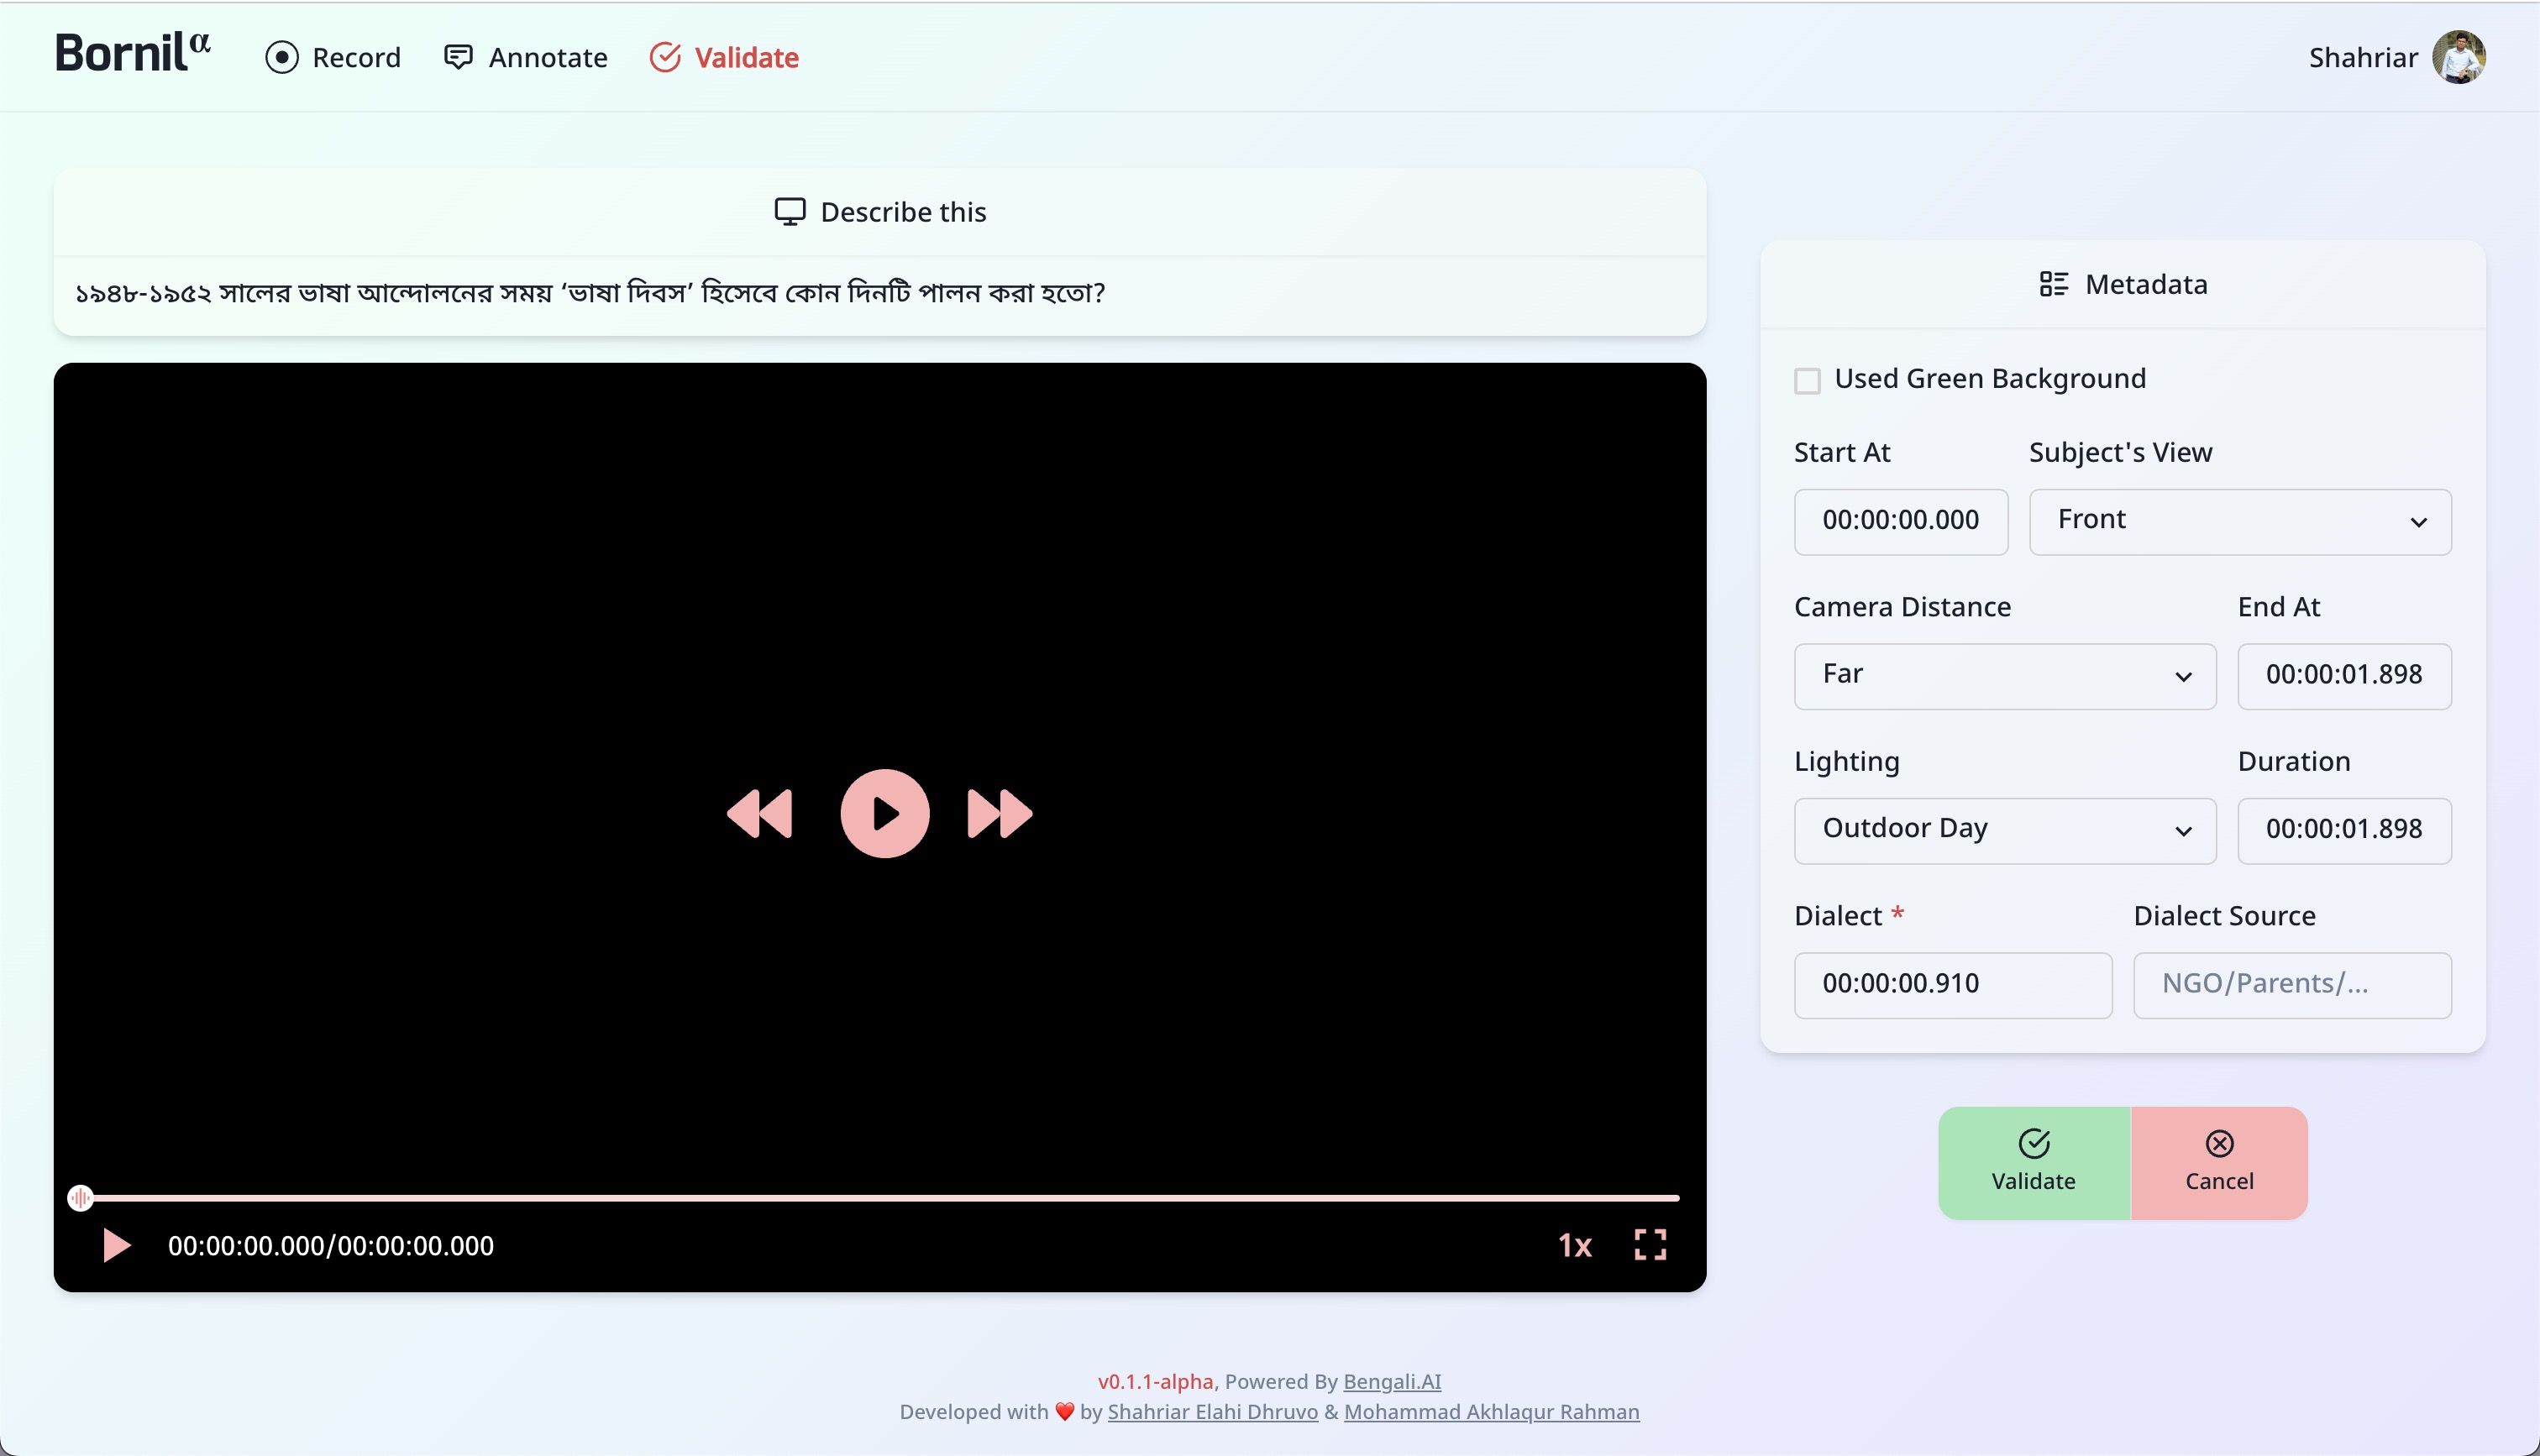 Bornil α Record Annotate Validate Shahriar
Describe this
১৯৪৮-১৯৫২ সালের ভাষা আন্দোলনের সময় ‘ভাষা দিবস’ হিসেবে কোন দিনটি পালন করা হতো?
00:00:00.000/00:00:00.000 1x
Metadata
Used Green Background
Start At Subject's View
00:00:00.000 Front
Camera Distance End At
Far 00:00:01.898
Lighting Duration
Outdoor Day 00:00:01.898
Dialect * Dialect Source
00:00:00.910 NGO/Parents/...
Validate Cancel
v0.1.1-alpha, Powered By Bengali.AI
Developed with ❤️ by Shahriar Elahi Dhruvo & Mohammad Akhlaqur Rahman